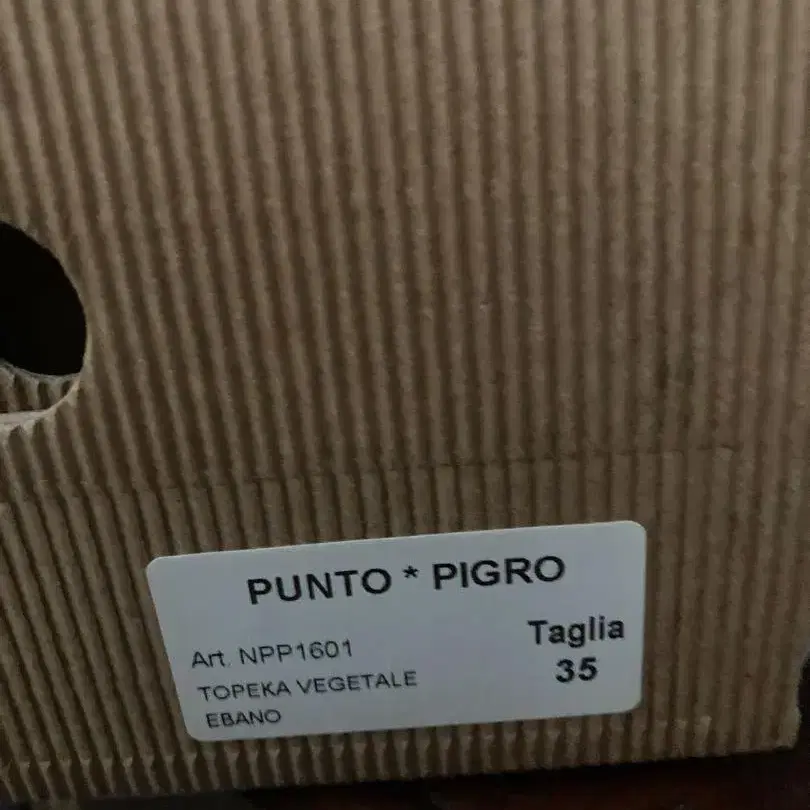 PUNTO * PIGRO
Art. NPP1601
TOPEKA VEGETALE
EBANO
Taglia
35